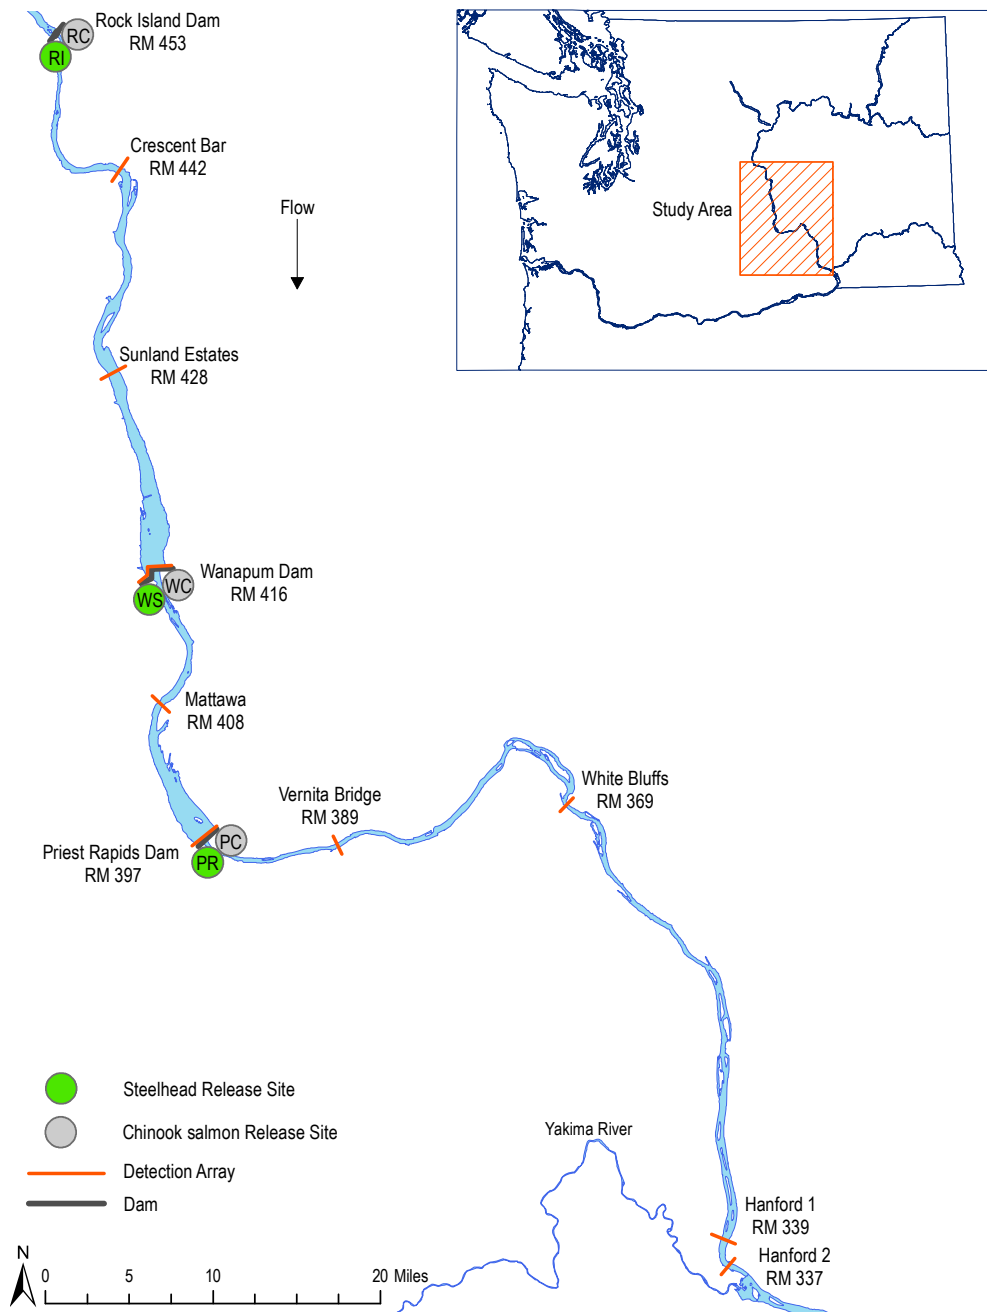 Rock Island Dam
RM 453
RC
RI
Crescent Bar
RM 442
Flow
Study Area
Sunland Estates
RM 428
Wanapum Dam
RM 416
WC
WS
Mattawa
RM 408
White Bluffs
RM 369
Vernita Bridge
RM 389
PC
Priest Rapids Dam
RM 397
PR
Steelhead Release Site
Chinook salmon Release Site
Detection Array
Dam
Yakima River
Hanford 1
RM 339
Hanford 2
RM 337
N
0 5 10 20 Miles